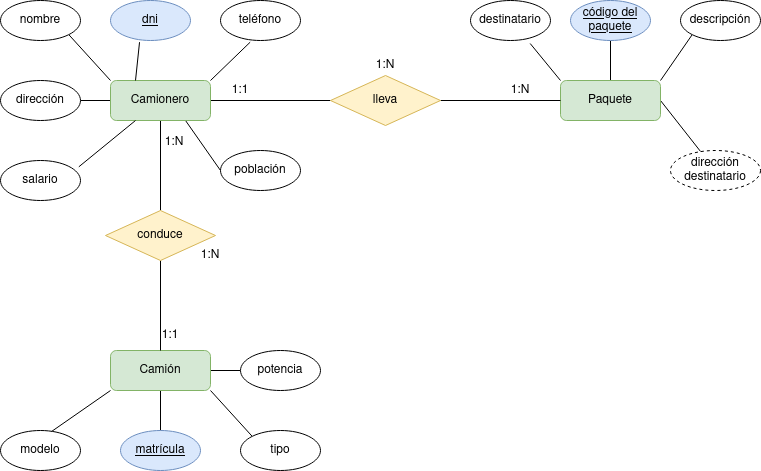 nombre
dni
teléfono
destinatario
código del
paquete
descripción
1:N
dirección
Camionero
1:1
lleva
1:N
Paquete
1:N
salario
población
dirección
destinatario
conduce
1:N
1:1
Camión
potencia
modelo
matrícula
tipo